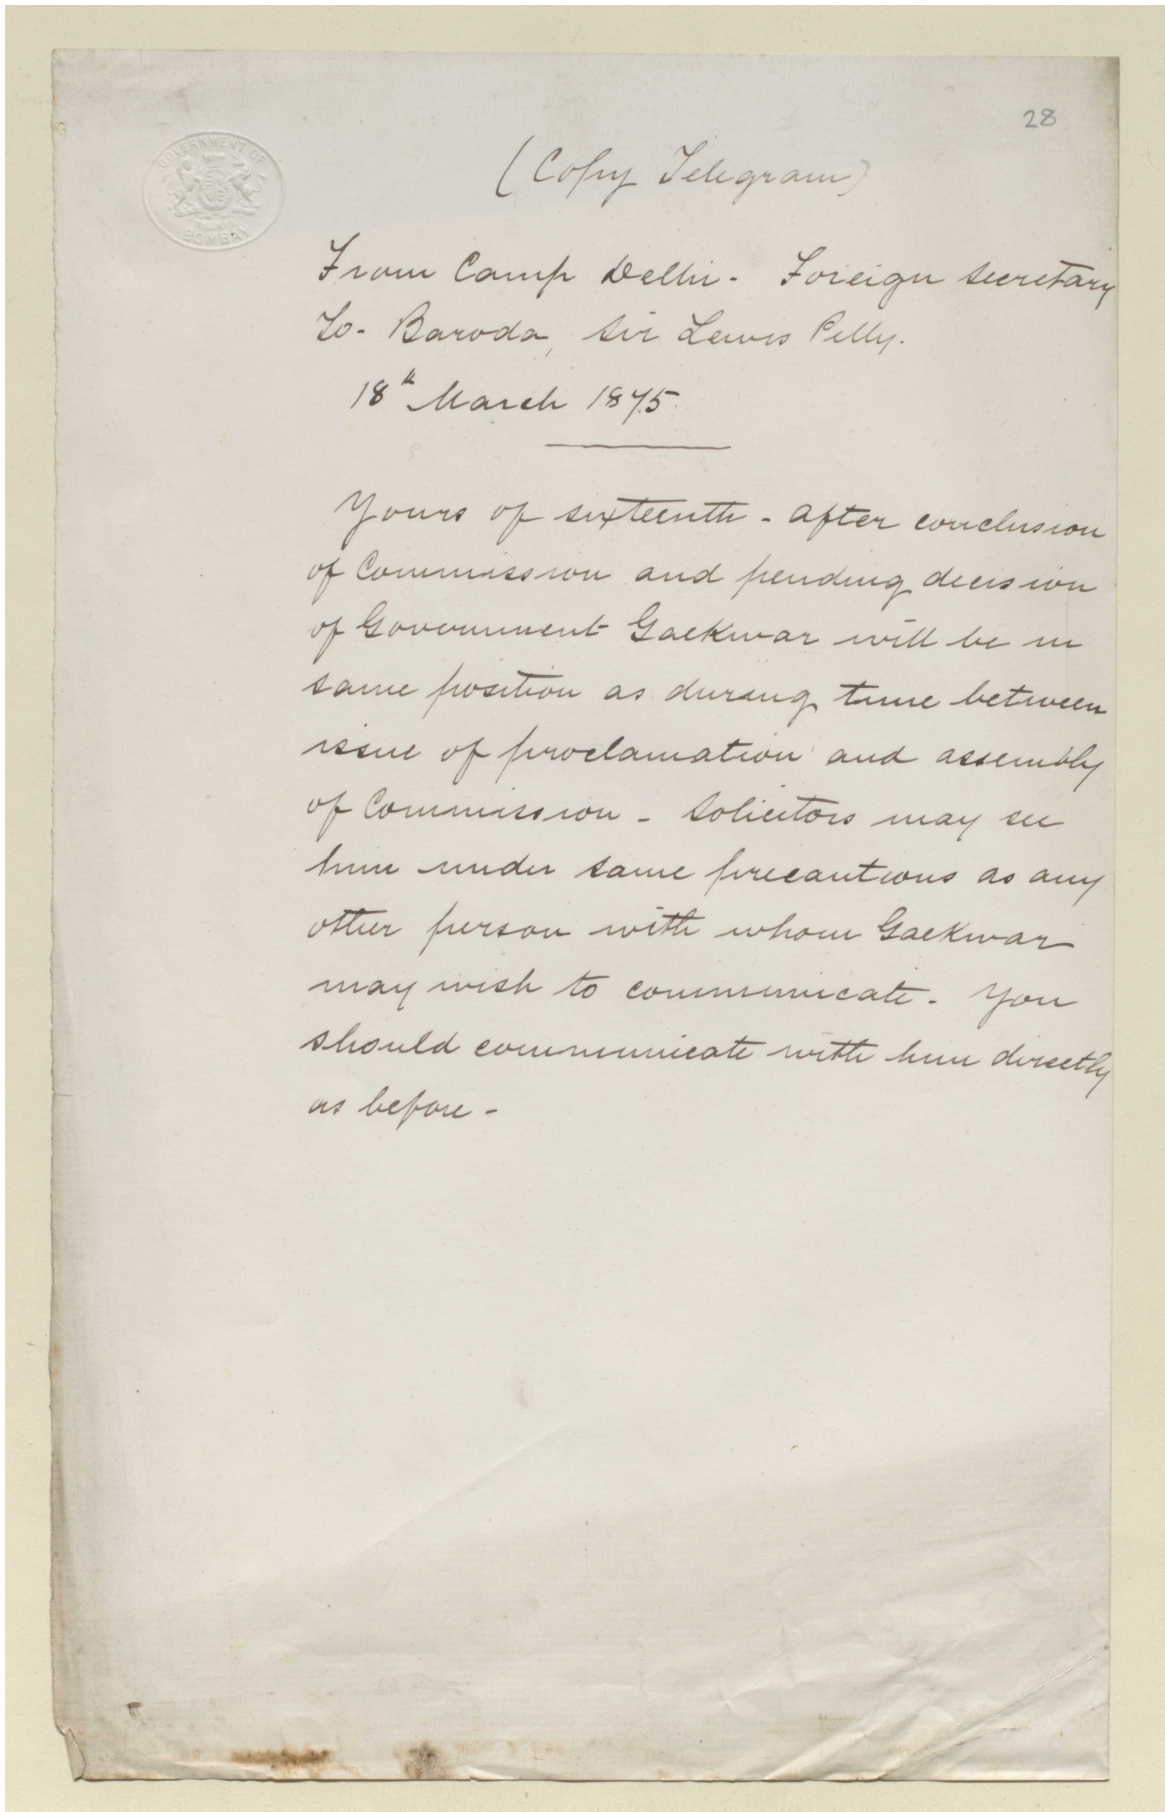 28
GOVERNMENT OF
BOMBAY
(Copy Telegram)
From Camp Delhi - Foreign Secretary
To - Baroda, Sir Lewis Pelly.
18th March 1875.
Yours of sixteenth - after conclusion
of Commission and pending decision
of Government Gaekwar will be in
same position as during time between
issue of proclamation and assembly
of Commission - Solicitors may see
him under same precautions as any
other person with whom Gaekwar
may wish to communicate - You
should communicate with him directly
as before -